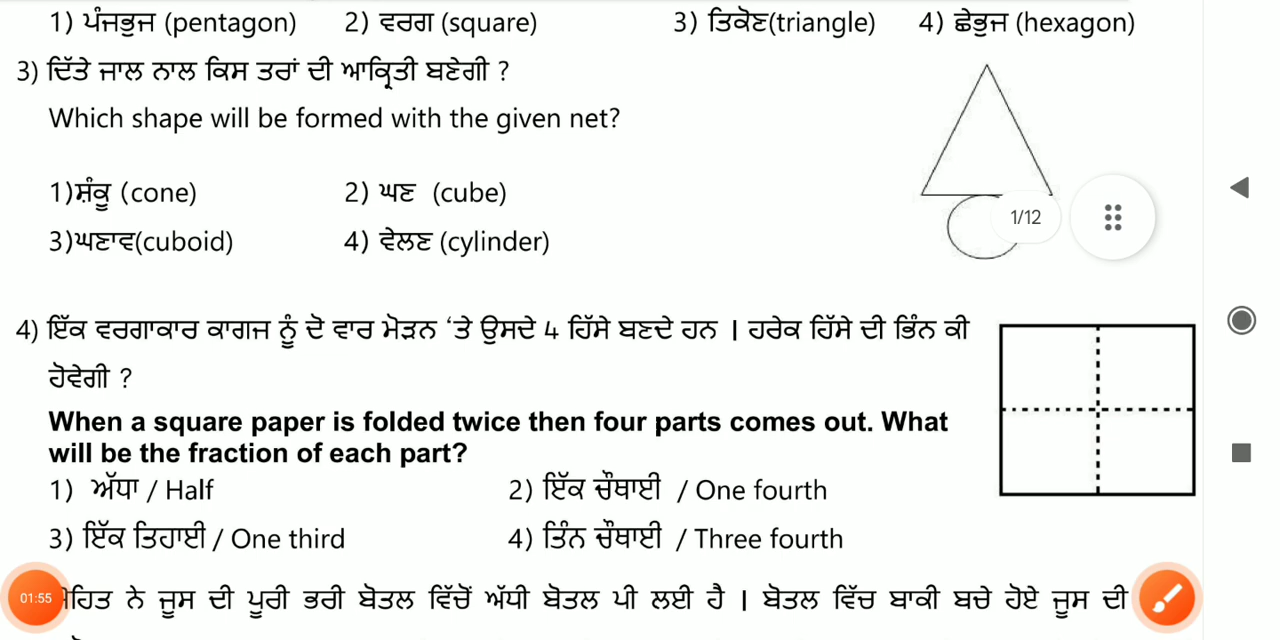 1) ਪੰਜਭੁਜ (pentagon) 2) ਵਰਗ (square) 3) ਤਿਕੋਣ(triangle) 4) ਛੇਭੁਜ (hexagon)
3) ਦਿੱਤੇ ਜਾਲ ਨਾਲ ਕਿਸ ਤਰਾਂ ਦੀ ਆਕ੍ਰਿਤੀ ਬਣੇਗੀ ?
Which shape will be formed with the given net?
1)ਸ਼ੰਕੂ (cone) 2) ਘਣ (cube)
1/12
3)ਘਣਾਵ(cuboid) 4) ਵੇਲਣ (cylinder)
4) ਇੱਕ ਵਰਗਾਕਾਰ ਕਾਗਜ ਨੂੰ ਦੋ ਵਾਰ ਮੋੜਨ ‘ਤੇ ਉਸਦੇ 4 ਹਿੱਸੇ ਬਣਦੇ ਹਨ । ਹਰੇਕ ਹਿੱਸੇ ਦੀ ਭਿੰਨ ਕੀ
ਹੋਵੇਗੀ ?
When a square paper is folded twice then four parts comes out. What
will be the fraction of each part?
1) ਅੱਧਾ / Half 2) ਇੱਕ ਚੌਥਾਈ / One fourth
3) ਇੱਕ ਤਿਹਾਈ / One third 4) ਤਿੰਨ ਚੌਥਾਈ / Three fourth
01:55
ਨੇ ਜੂਸ ਦੀ ਪੂਰੀ ਭਰੀ ਬੋਤਲ ਵਿੱਚੋਂ ਅੱਧੀ ਬੋਤਲ ਪੀ ਲਈ ਹੈ । ਬੋਤਲ ਵਿੱਚ ਬਾਕੀ ਬਚੇ ਹੋਏ ਜੂਸ ਦੀ